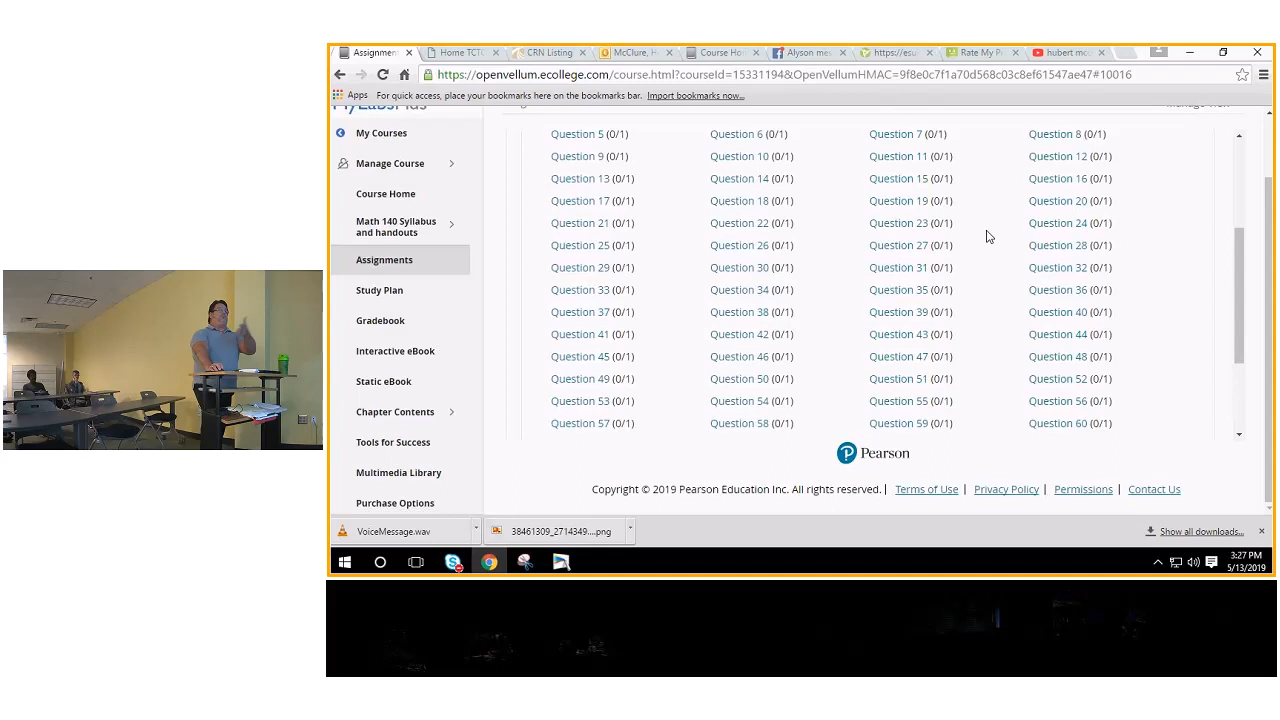 Assignment Home TCTC CRN Listing McClure, H Course Ho Alyson me https://esu Rate My P hubert mc
https://openvellum.ecollege.com/course.html?courseId=15331194&OpenVellumHMAC=9f8e0c7f1a70d568c03c8ef61547ae47#10016
Apps For quick access, place your bookmarks here on the bookmarks bar. Import bookmarks now...
My Courses
Manage Course
Course Home
Math 140 Syllabus
and handouts
Assignments
Study Plan
Gradebook
Interactive eBook
Static eBook
Chapter Contents
Tools for Success
Multimedia Library
Purchase Options
Question 5 (0/1) Question 6 (0/1) Question 7 (0/1) Question 8 (0/1)
Question 9 (0/1) Question 10 (0/1) Question 11 (0/1) Question 12 (0/1)
Question 13 (0/1) Question 14 (0/1) Question 15 (0/1) Question 16 (0/1)
Question 17 (0/1) Question 18 (0/1) Question 19 (0/1) Question 20 (0/1)
Question 21 (0/1) Question 22 (0/1) Question 23 (0/1) Question 24 (0/1)
Question 25 (0/1) Question 26 (0/1) Question 27 (0/1) Question 28 (0/1)
Question 29 (0/1) Question 30 (0/1) Question 31 (0/1) Question 32 (0/1)
Question 33 (0/1) Question 34 (0/1) Question 35 (0/1) Question 36 (0/1)
Question 37 (0/1) Question 38 (0/1) Question 39 (0/1) Question 40 (0/1)
Question 41 (0/1) Question 42 (0/1) Question 43 (0/1) Question 44 (0/1)
Question 45 (0/1) Question 46 (0/1) Question 47 (0/1) Question 48 (0/1)
Question 49 (0/1) Question 50 (0/1) Question 51 (0/1) Question 52 (0/1)
Question 53 (0/1) Question 54 (0/1) Question 55 (0/1) Question 56 (0/1)
Question 57 (0/1) Question 58 (0/1) Question 59 (0/1) Question 60 (0/1)
Pearson
Copyright © 2019 Pearson Education Inc. All rights reserved. | Terms of Use | Privacy Policy | Permissions | Contact Us
VoiceMessage.wav 38461309_2714349....png Show all downloads...
3:27 PM
5/13/2019